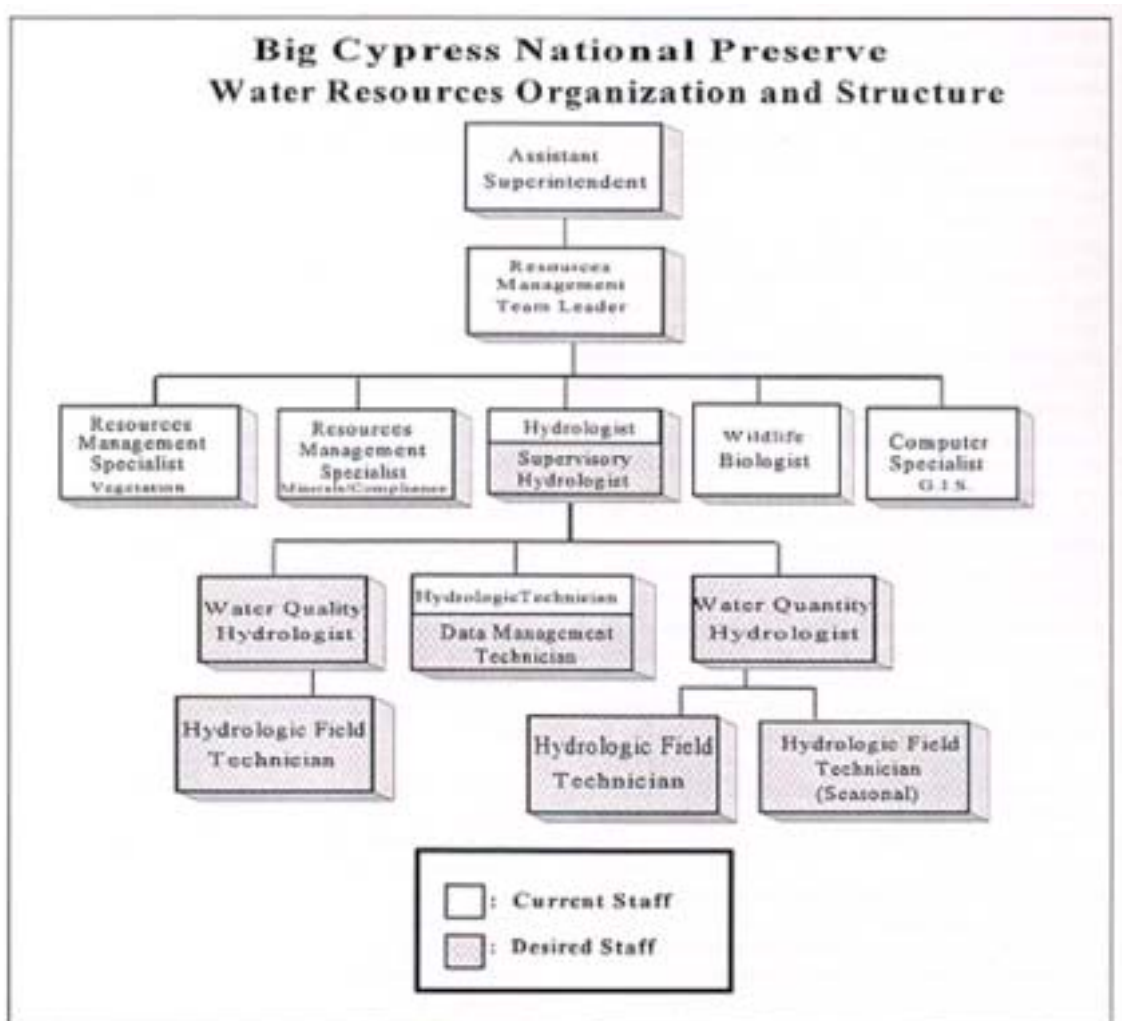 Big Cypress National Preserve
Water Resources Organization and Structure
Assistant
Superintendent
Resources
Management
Team Leader
Resources
Management
Specialist
Vegetation
Resources
Management
Specialist
Minerals/Compliance
Hydrologist
Supervisory
Hydrologist
Wildlife
Biologist
Computer
Specialist
G.I.S.
Water Quality
Hydrologist
HydrologicTechnician
Data Management
Technician
Water Quantity
Hydrologist
Hydrologic Field
Technician
Hydrologic Field
Technician
Hydrologic Field
Technician
(Seasonal)
: Current Staff
: Desired Staff